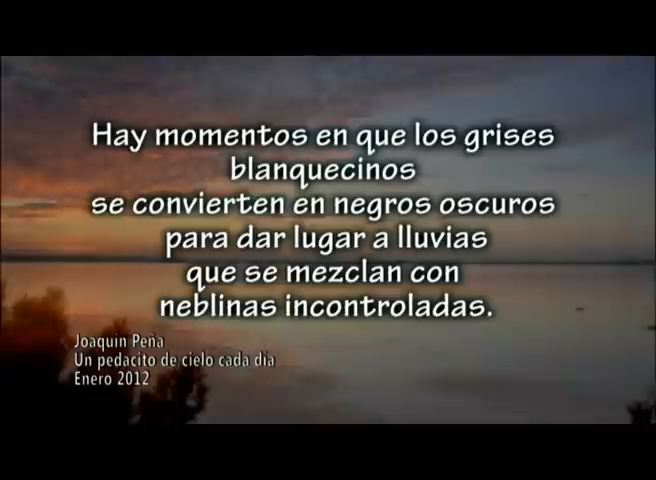 Hay momentos en que los grises
blanquecinos
se convierten en negros oscuros
para dar lugar a lluvias
que se mezclan con
neblinas incontroladas.
Joaquin Peña
Un pedacito de cielo cada día
Enero 2012